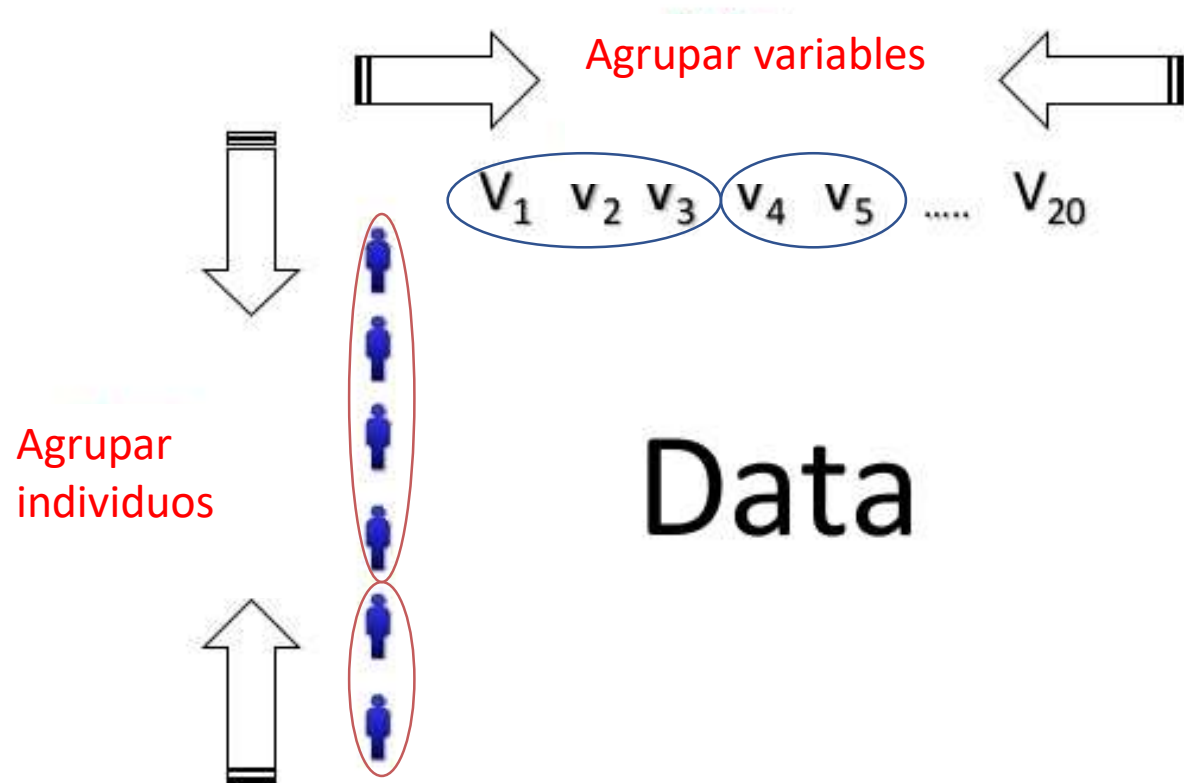 Agrupar variables
V₁ v₂ v₃ v₄ v₅ ..... V₂₀
Agrupar
individuos
Data